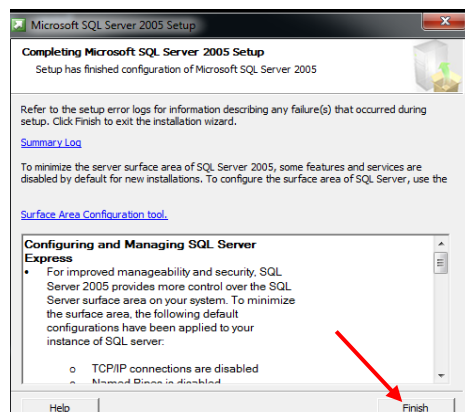 Microsoft SQL Server 2005 Setup
Completing Microsoft SQL Server 2005 Setup
Setup has finished configuration of Microsoft SQL Server 2005
Refer to the setup error logs for information describing any failure(s) that occurred during
setup. Click Finish to exit the installation wizard.
Summary Log
To minimize the server surface area of SQL Server 2005, some features and services are
disabled by default for new installations. To configure the surface area of SQL Server, use the
Surface Area Configuration tool.
Configuring and Managing SQL Server
Express
• For improved manageability and security, SQL
Server 2005 provides more control over the SQL
Server surface area on your system. To minimize
the surface area, the following default
configurations have been applied to your
instance of SQL server:
o TCP/IP connections are disabled
o Named Pipes is disabled
Help
Finish